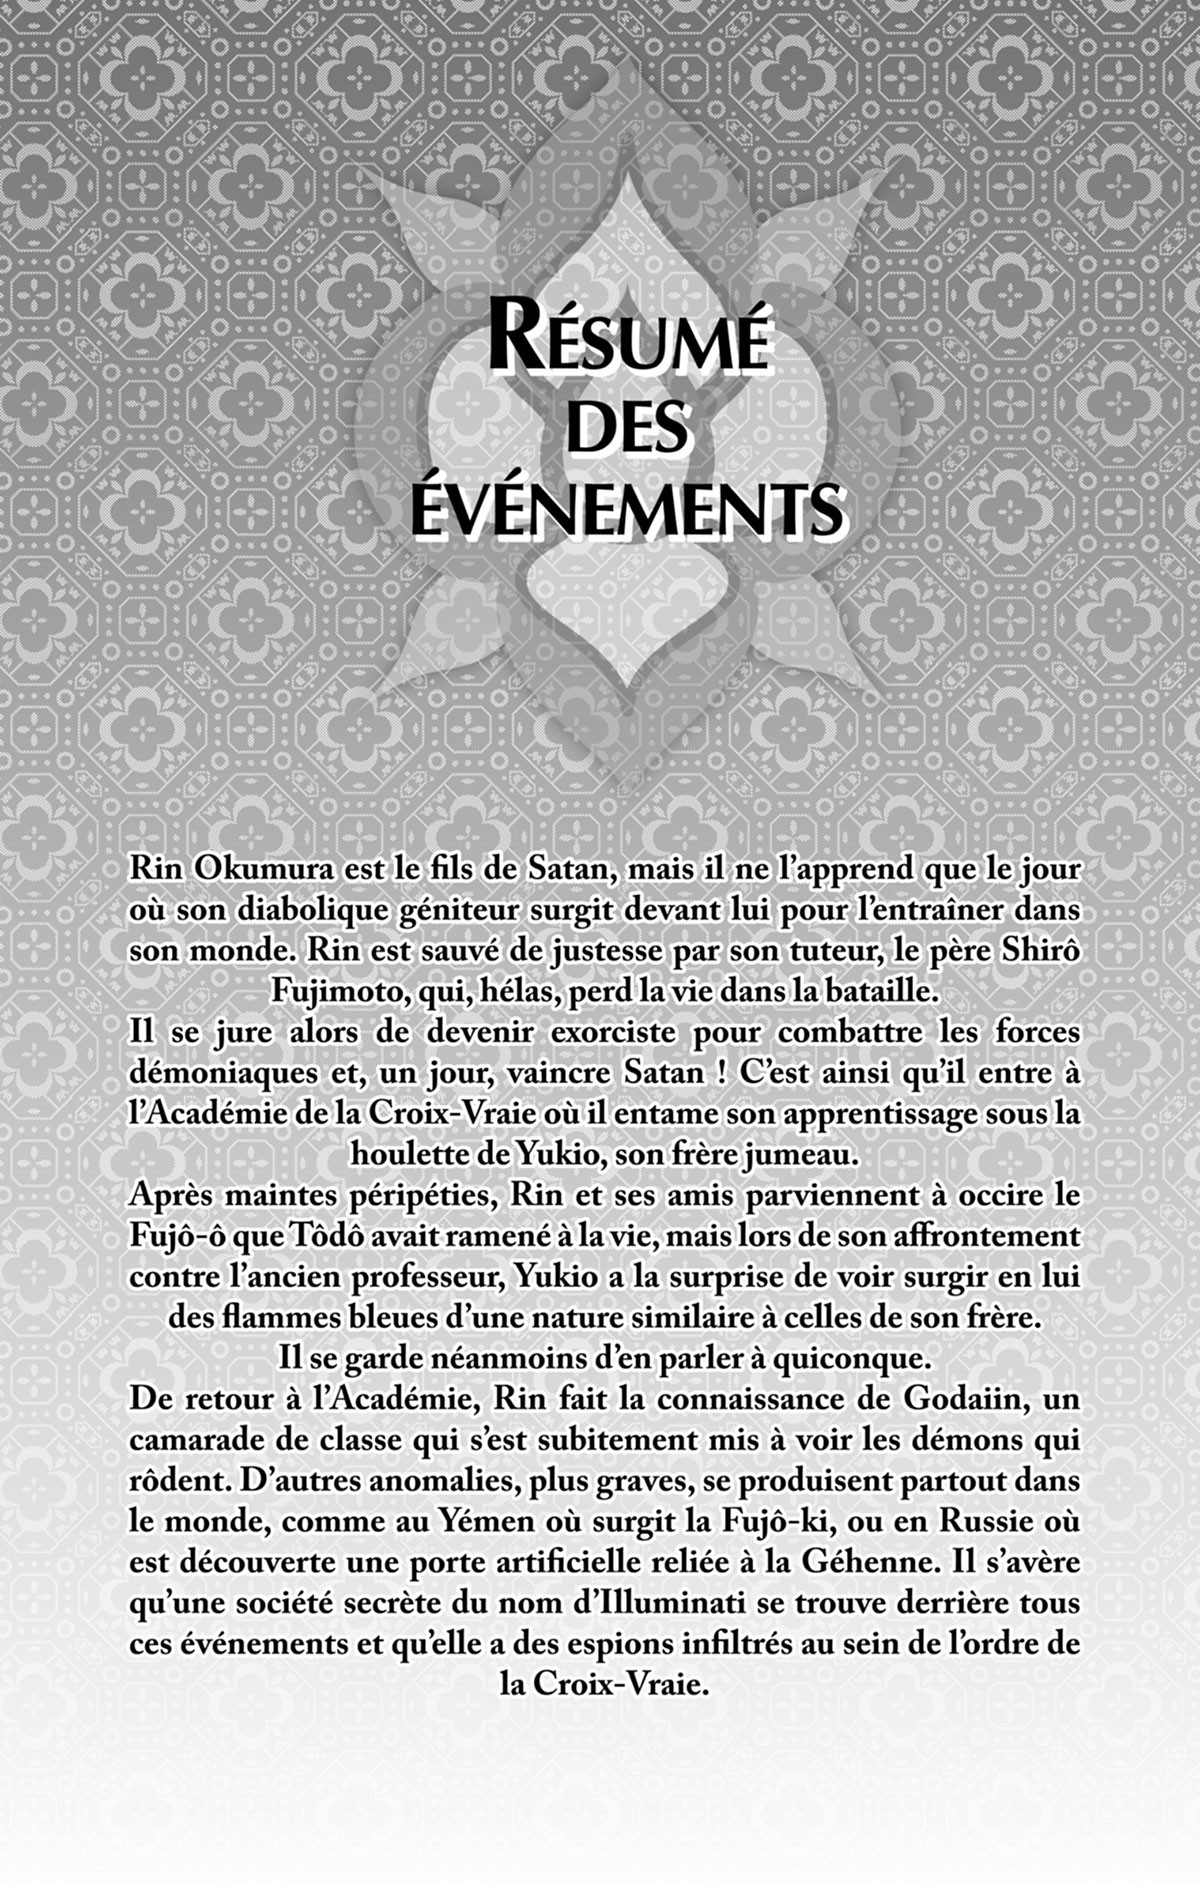 RÉSUMÉ
DES
ÉVÉNEMENTS
Rin Okumura est le fils de Satan, mais il ne l’apprend que le jour
où son diabolique géniteur surgit devant lui pour l’entraîner dans
son monde. Rin est sauvé de justesse par son tuteur, le père Shirô
Fujimoto, qui, hélas, perd la vie dans la bataille.
Il se jure alors de devenir exorciste pour combattre les forces
démoniaques et, un jour, vaincre Satan ! C’est ainsi qu’il entre à
l’Académie de la Croix-Vraie où il entame son apprentissage sous la
houlette de Yukio, son frère jumeau.
Après maintes péripéties, Rin et ses amis parviennent à occire le
Fujô-ô que Tôdô avait ramené à la vie, mais lors de son affrontement
contre l’ancien professeur, Yukio a la surprise de voir surgir en lui
des flammes bleues d’une nature similaire à celles de son frère.
Il se garde néanmoins d’en parler à quiconque.
De retour à l’Académie, Rin fait la connaissance de Godaiin, un
camarade de classe qui s’est subitement mis à voir les démons qui
rôdent. D’autres anomalies, plus graves, se produisent partout dans
le monde, comme au Yémen où surgit la Fujô-ki, ou en Russie où
est découverte une porte artificielle reliée à la Géhenne. Il s’avère
qu’une société secrète du nom d’Illuminati se trouve derrière tous
ces événements et qu’elle a des espions infiltrés au sein de l’ordre de
la Croix-Vraie.